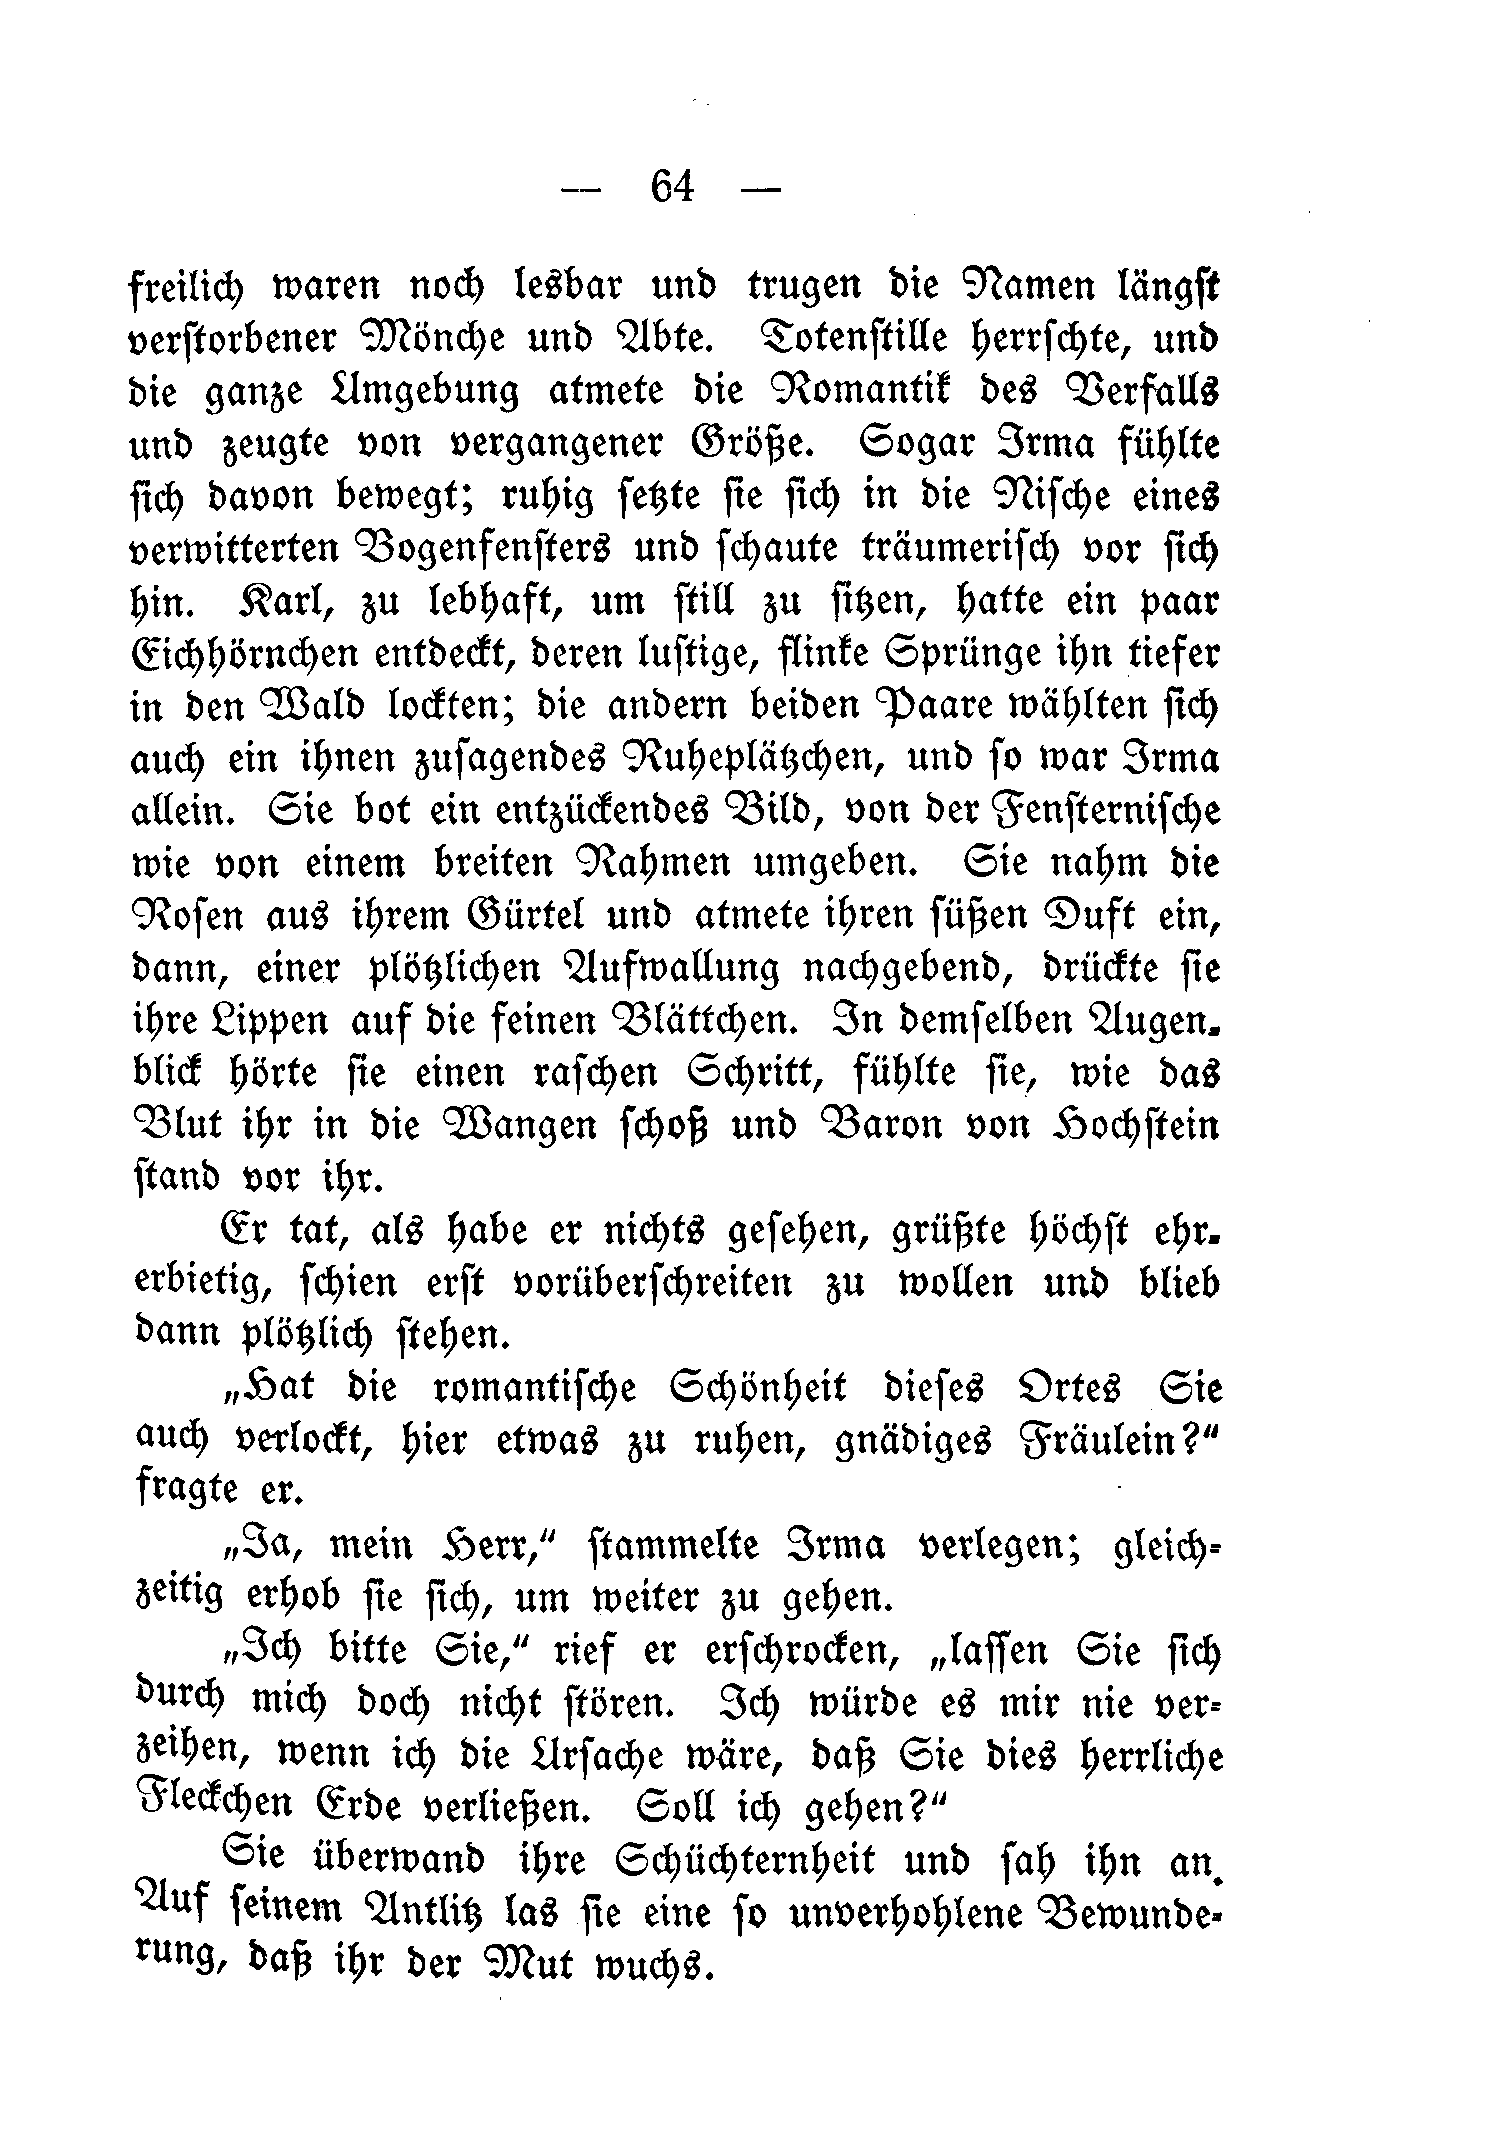 — 64 —
freilich waren noch lesbar und trugen die Namen längst
verstorbener Mönche und Abte. Totenstille herrschte, und
die ganze Umgebung atmete die Romantik des Verfalls
und zeugte von vergangener Größe. Sogar Irma fühlte
sich davon bewegt; ruhig setzte sie sich in die Nische eines
verwitterten Bogenfensters und schaute träumerisch vor sich
hin. Karl, zu lebhaft, um still zu sitzen, hatte ein paar
Eichhörnchen entdeckt, deren lustige, flinke Sprünge ihn tiefer
in den Wald lockten; die andern beiden Paare wählten sich
auch ein ihnen zusagendes Ruheplätzchen, und so war Irma
allein. Sie bot ein entzückendes Bild, von der Fensternische
wie von einem breiten Rahmen umgeben. Sie nahm die
Rosen aus ihrem Gürtel und atmete ihren süßen Duft ein,
dann, einer plötzlichen Aufwallung nachgebend, drückte sie
ihre Lippen auf die feinen Blättchen. In demselben Augen-
blick hörte sie einen raschen Schritt, fühlte sie, wie das
Blut ihr in die Wangen schoß und Baron von Hochstein
stand vor ihr.
Er tat, als habe er nichts gesehen, grüßte höchst ehr-
erbietig, schien erst vorüberschreiten zu wollen und blieb
dann plötzlich stehen.
„Hat die romantische Schönheit dieses Ortes Sie
auch verlockt, hier etwas zu ruhen, gnädiges Fräulein?“
fragte er.
„Ja, mein Herr,“ stammelte Irma verlegen; gleich-
zeitig erhob sie sich, um weiter zu gehen.
„Ich bitte Sie,“ rief er erschrocken, „lassen Sie sich
durch mich doch nicht stören. Ich würde es mir nie ver-
zeihen, wenn ich die Ursache wäre, daß Sie dies herrliche
Fleckchen Erde verließen. Soll ich gehen?“
Sie überwand ihre Schüchternheit und sah ihn an.
Auf seinem Antlitz las sie eine so unverhohlene Bewunde-
rung, daß ihr der Mut wuchs.